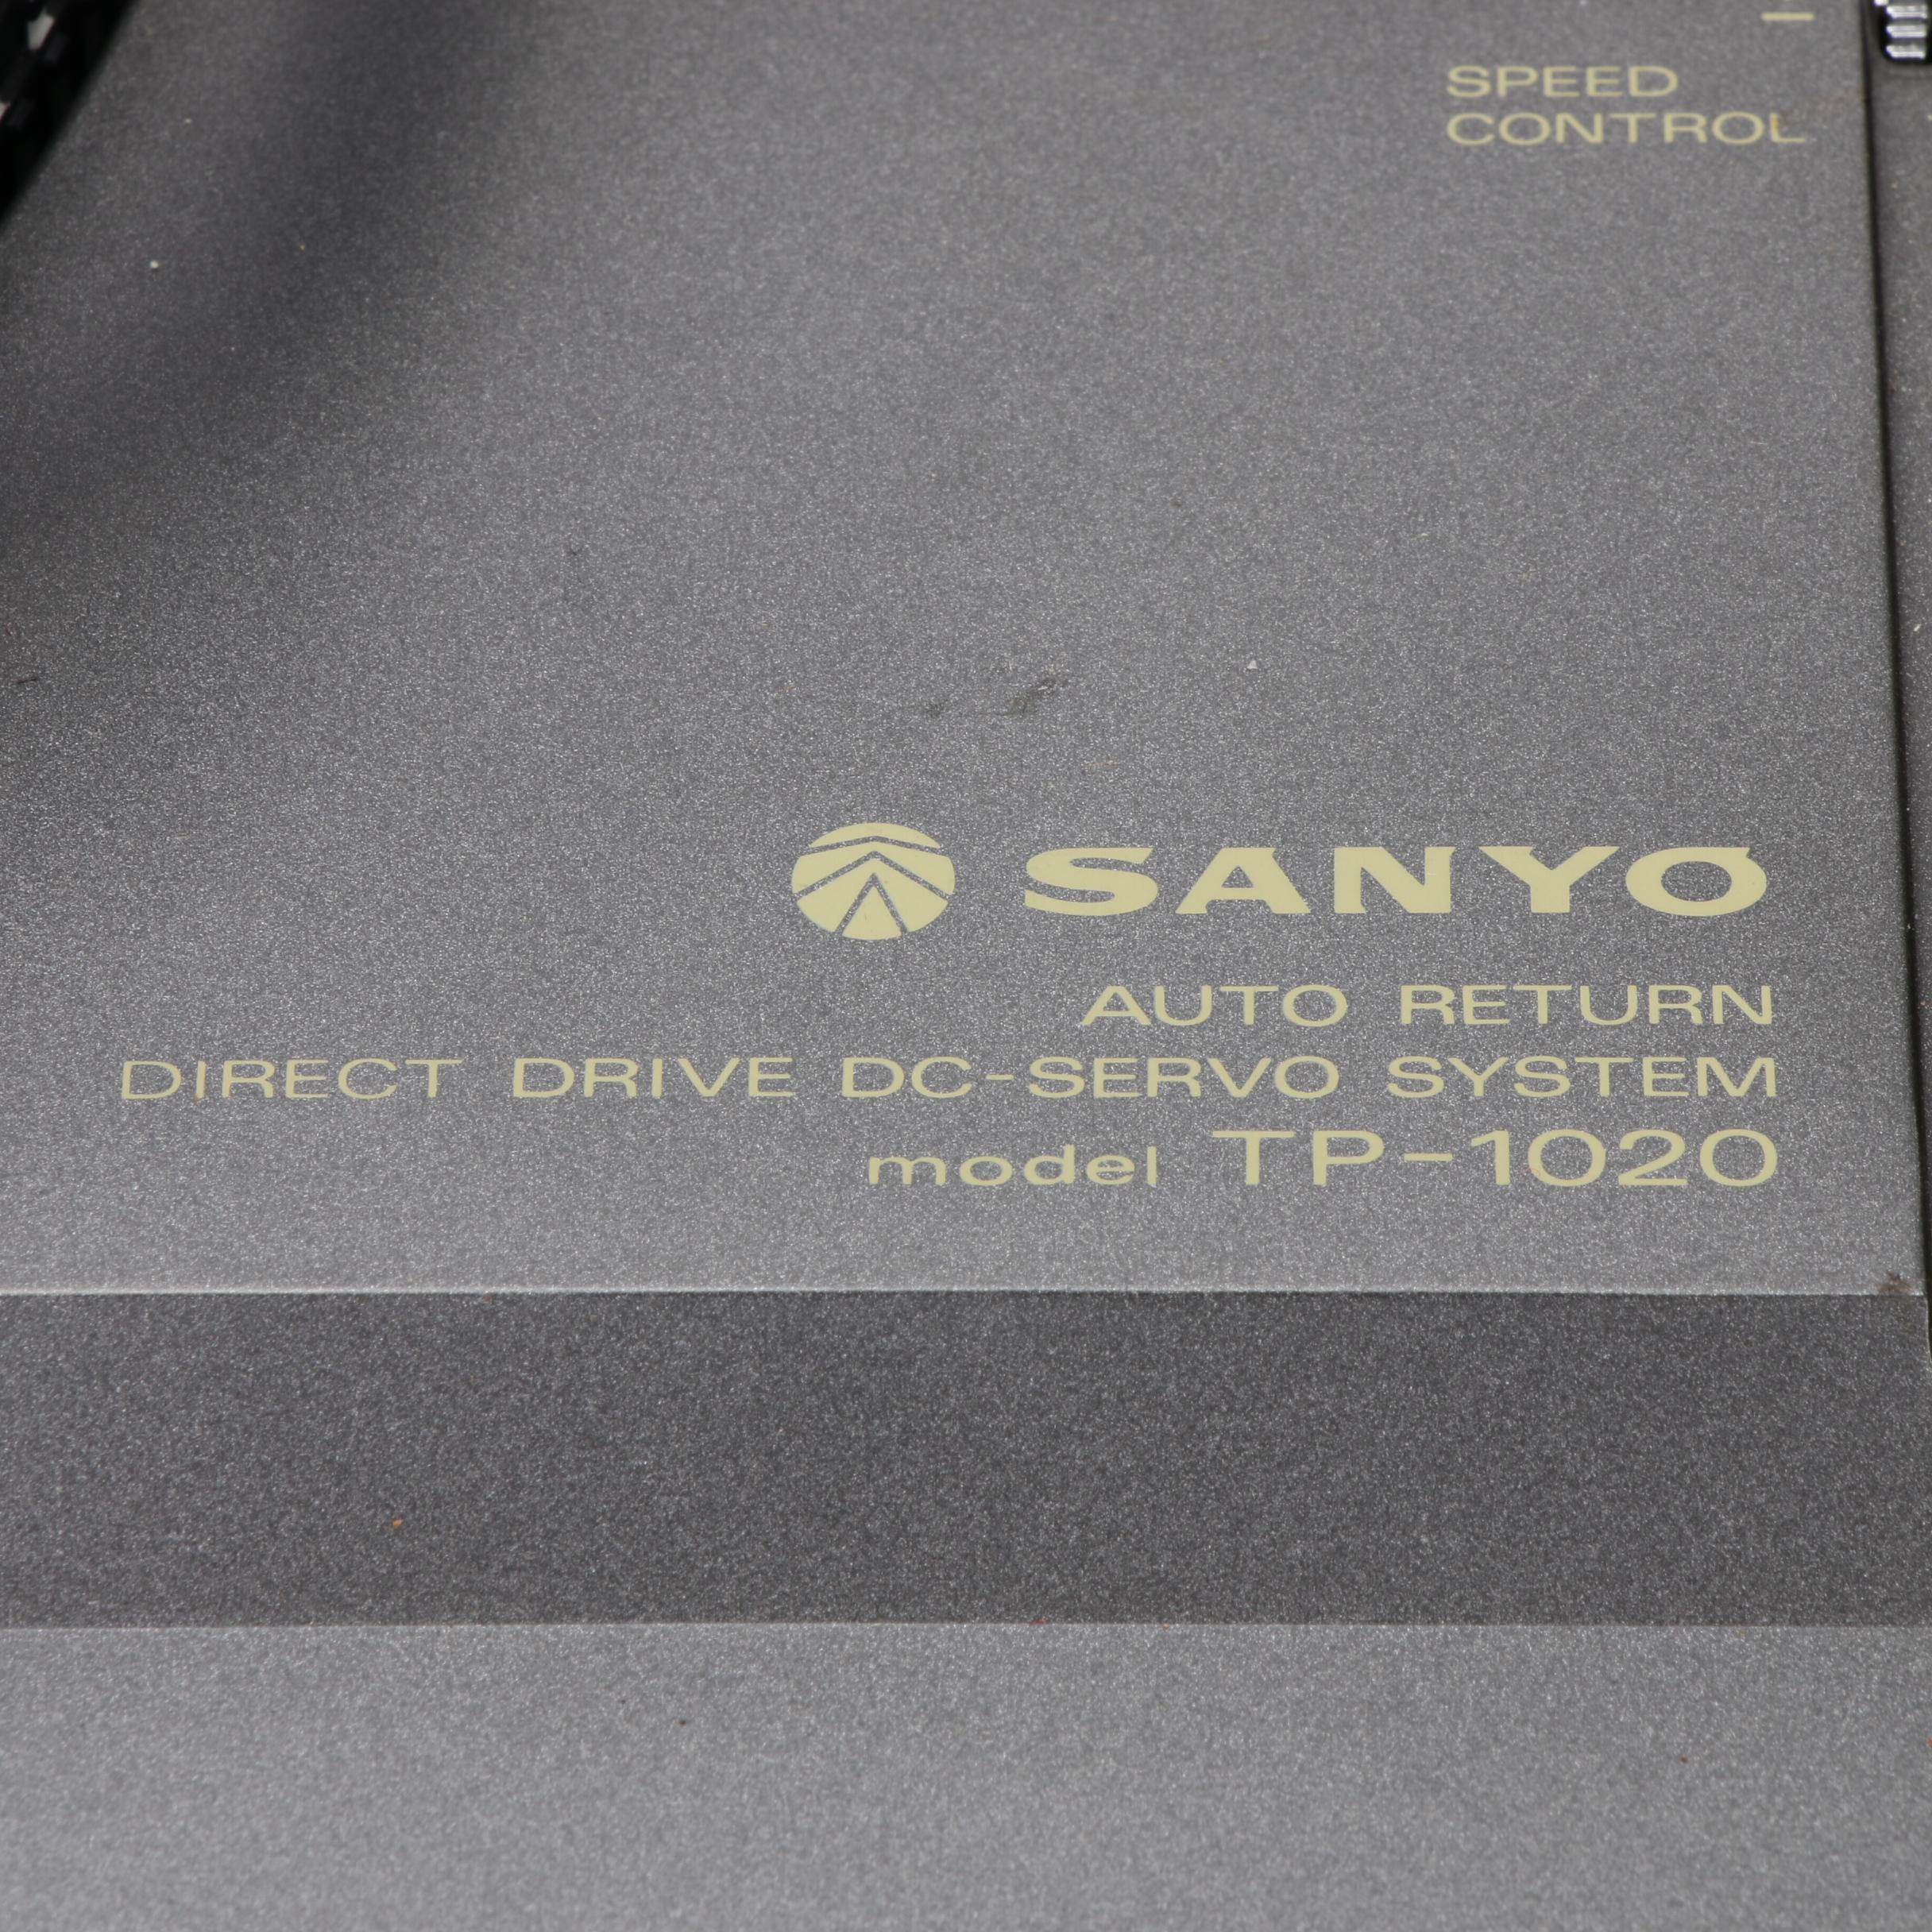 SPEED
CONTROL
SANYO
AUTO RETURN
DIRECT DRIVE DC-SERVO SYSTEM
model TP-1020